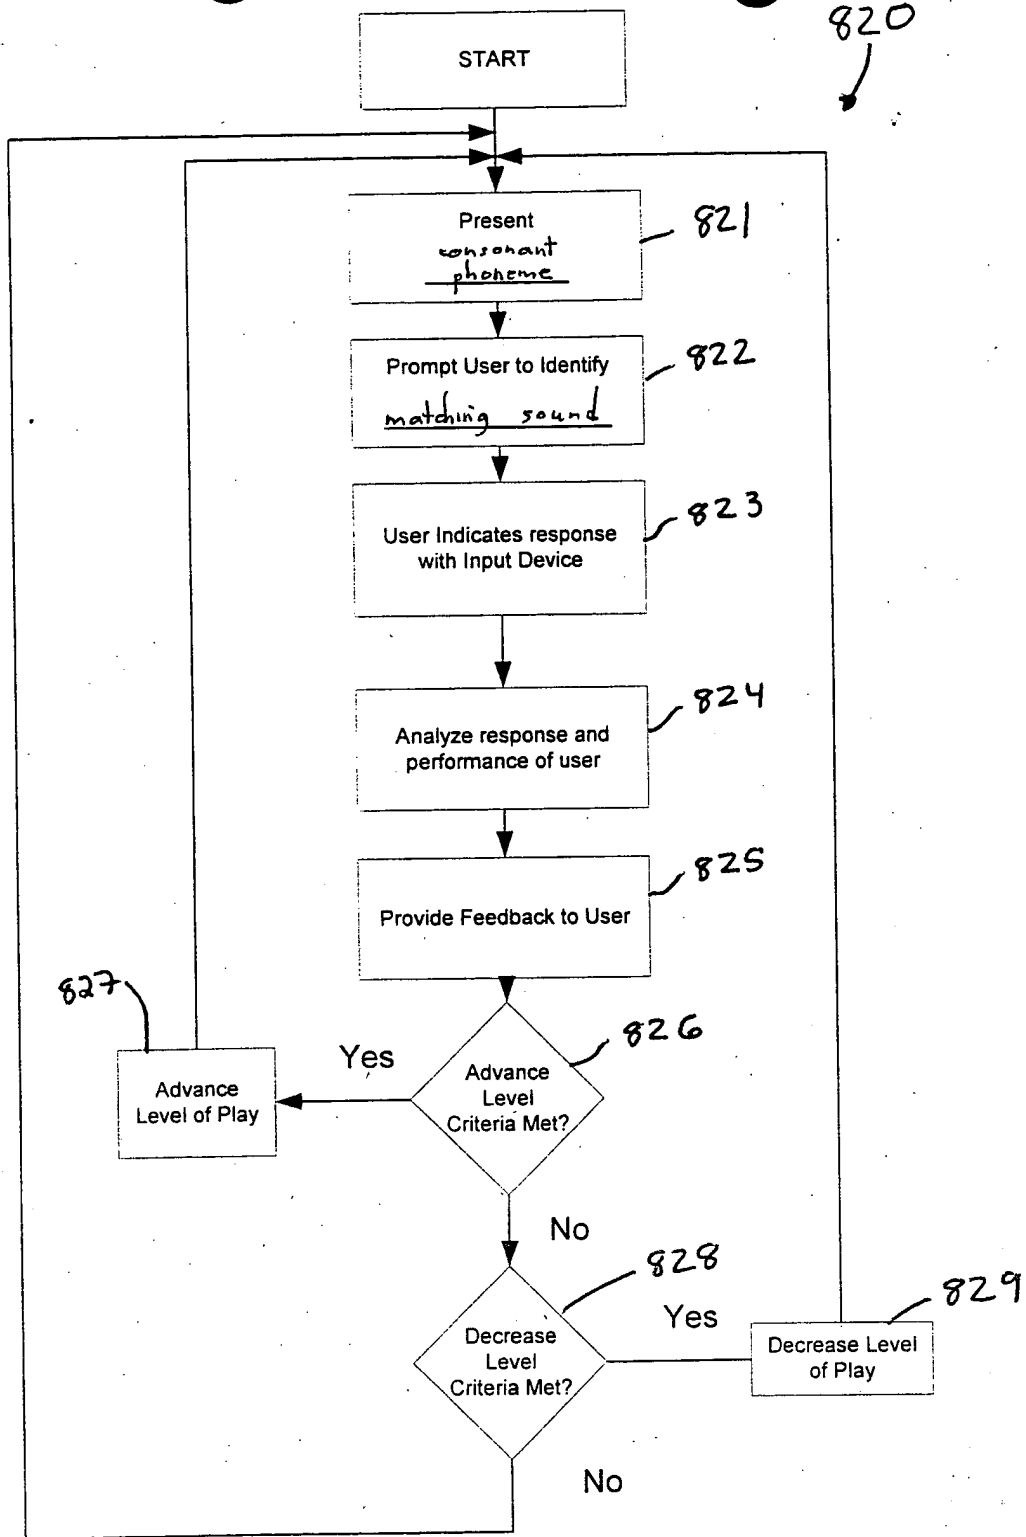 820
START
Present
consonant
phoneme
821
Prompt User to Identify
matching sound
822
User Indicates response
with Input Device
823
Analyze response and
performance of user
824
Provide Feedback to User
825
Advance
Level
Criteria Met?
826
Yes
Advance
Level of Play
827
No
Decrease
Level
Criteria Met?
828
Yes
Decrease Level
of Play
829
No